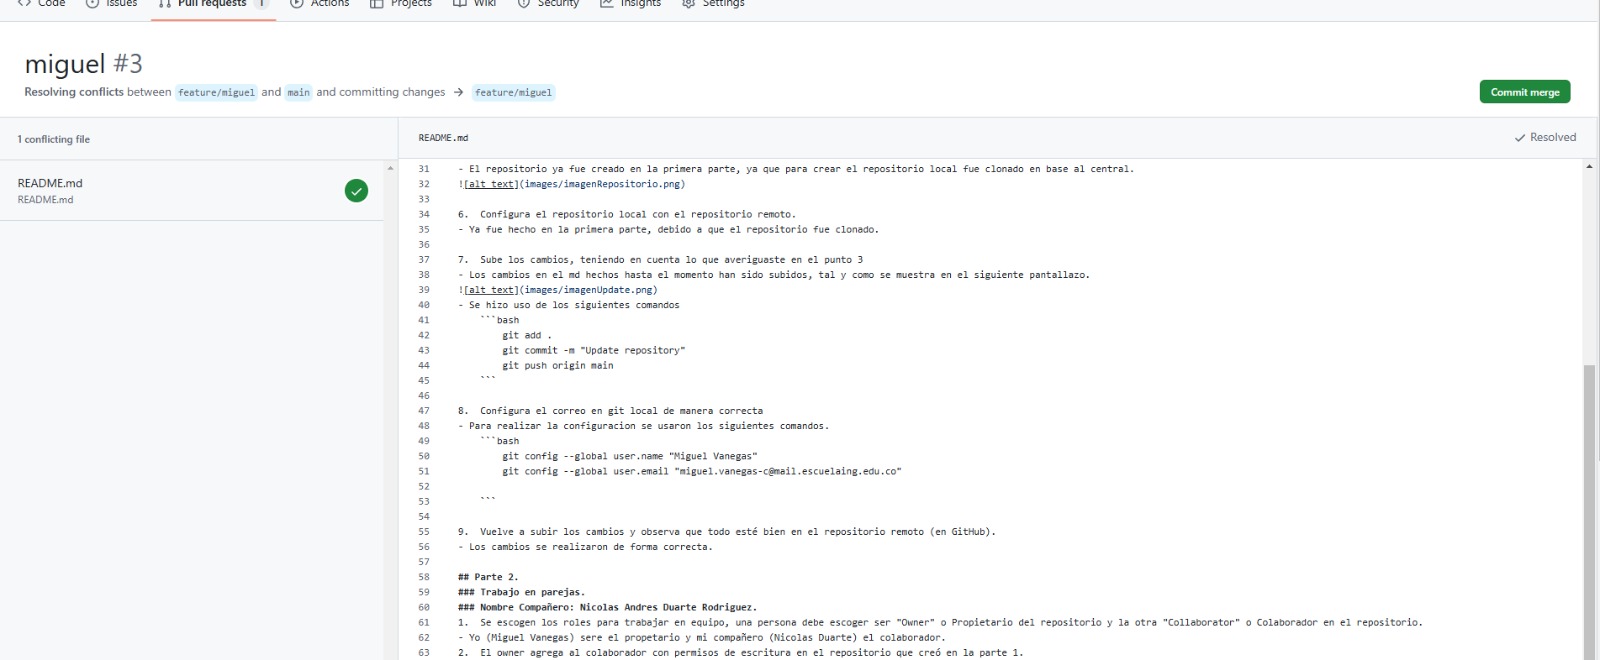 Code Issues Pull requests 1 Actions Projects Wiki Security Insights Settings
miguel #3
Resolving conflicts between feature/miguel and main and committing changes → feature/miguel
Commit merge
1 conflicting file
README.md
Resolved
README.md
README.md
31 - El repositorio ya fue creado en la primera parte, ya que para crear el repositorio local fue clonado en base al central.
32 ![alt text](images/imagenRepositorio.png)
33
34 6. Configura el repositorio local con el repositorio remoto.
35 - Ya fue hecho en la primera parte, debido a que el repositorio fue clonado.
36
37 7. Sube los cambios, teniendo en cuenta lo que averiguaste en el punto 3
38 - Los cambios en el md hechos hasta el momento han sido subidos, tal y como se muestra en el siguiente pantallazo.
39 ![alt text](images/imagenUpdate.png)
40 - Se hizo uso de los siguientes comandos
41 ```bash
42 git add .
43 git commit -m "Update repository"
44 git push origin main
45 ```
46
47 8. Configura el correo en git local de manera correcta
48 - Para realizar la configuracion se usaron los siguientes comandos.
49 ```bash
50 git config --global user.name "Miguel Vanegas"
51 git config --global user.email "miguel.vanegas-c@mail.escuelaing.edu.co"
52
53 ```
54
55 9. Vuelve a subir los cambios y observa que todo esté bien en el repositorio remoto (en GitHub).
56 - Los cambios se realizaron de forma correcta.
57
58 ## Parte 2.
59 ### Trabajo en parejas.
60 ### Nombre Compañero: Nicolas Andres Duarte Rodriguez.
61 1. Se escogen los roles para trabajar en equipo, una persona debe escoger ser "Owner" o Propietario del repositorio y la otra "Collaborator" o Colaborador en el repositorio.
62 - Yo (Miguel Vanegas) sere el propetario y mi compañero (Nicolas Duarte) el colaborador.
63 2. El owner agrega al colaborador con permisos de escritura en el repositorio que creó en la parte 1.